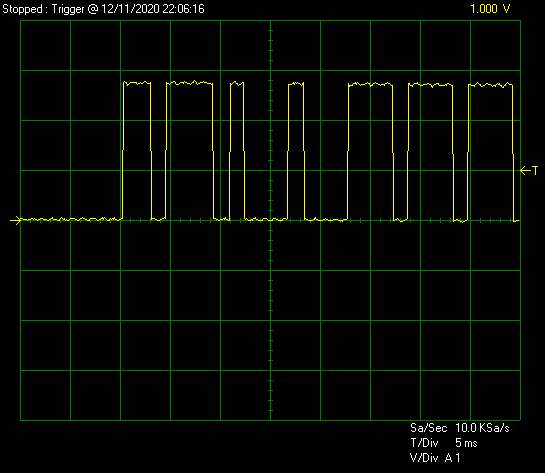 Stopped : Trigger @ 12/11/2020 22:06:16 1.000 V
T
Sa/Sec 10.0 KSa/s
T/Div 5 ms
V/Div A 1